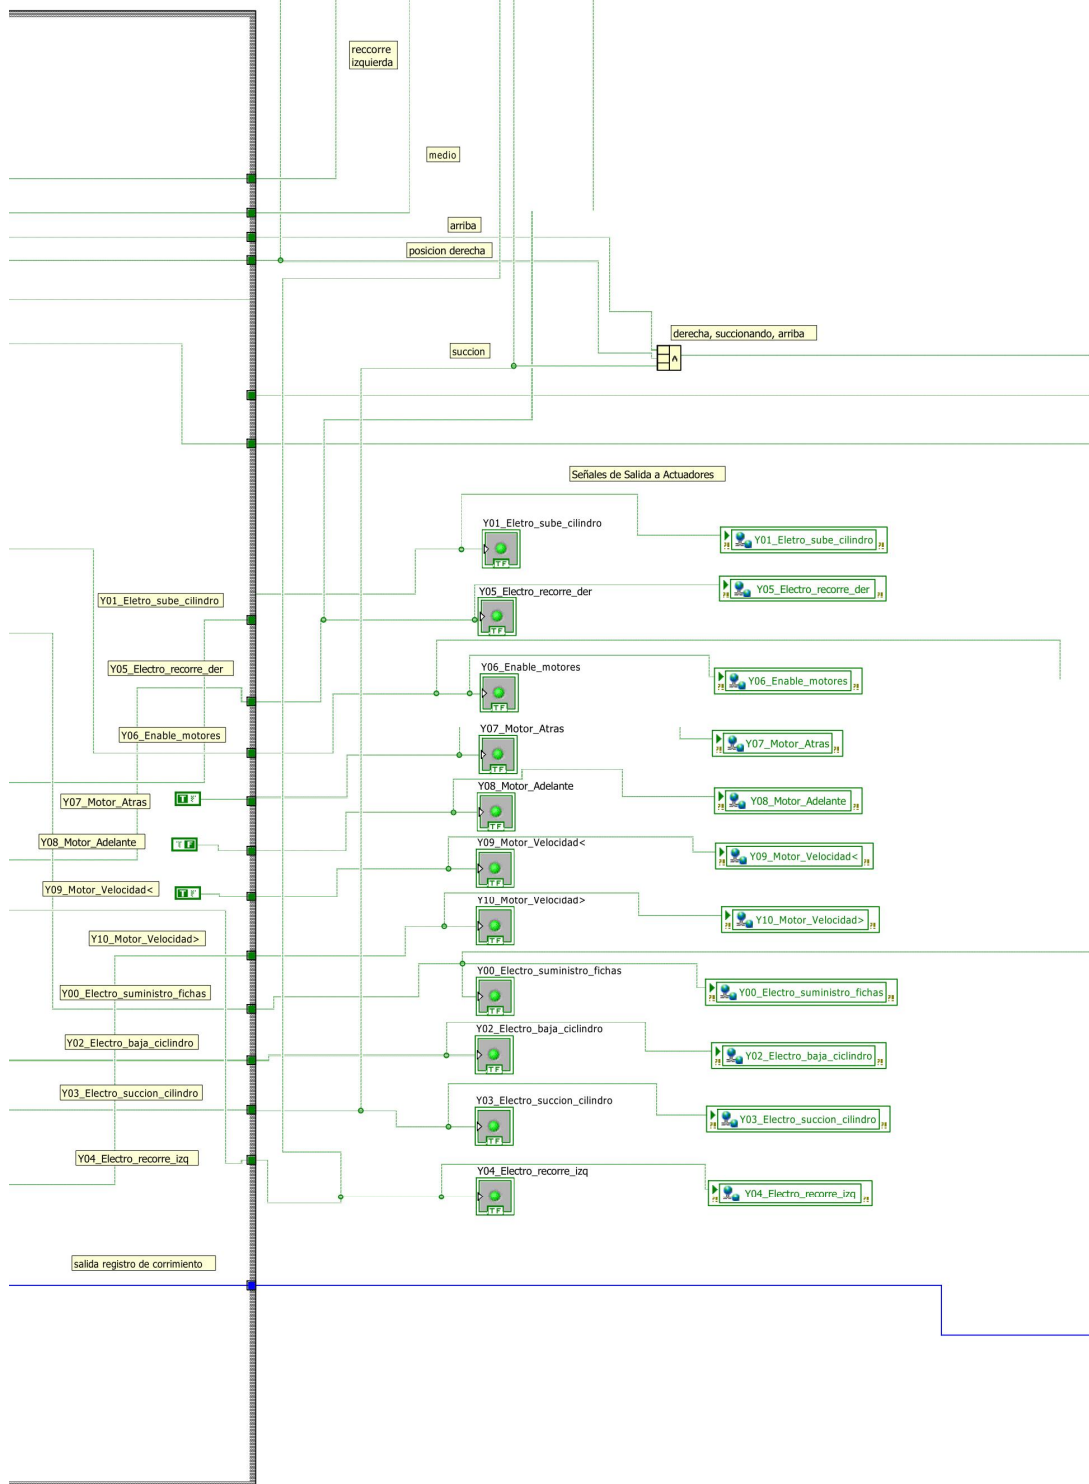 reccorre
izquierda
medio
arriba
posicion derecha
derecha, succionando, arriba
succion
Señales de Salida a Actuadores
Y01_Eletro_sube_cilindro
Y01_Eletro_sube_cilindro
Y05_Electro_recorre_der
Y05_Electro_recorre_der
Y01_Eletro_sube_cilindro
Y05_Electro_recorre_der
Y06_Enable_motores
Y06_Enable_motores
Y06_Enable_motores
Y07_Motor_Atras
Y07_Motor_Atras
Y07_Motor_Atras
Y08_Motor_Adelante
Y08_Motor_Adelante
Y08_Motor_Adelante
Y09_Motor_Velocidad<
Y09_Motor_Velocidad<
Y09_Motor_Velocidad<
Y10_Motor_Velocidad>
Y10_Motor_Velocidad>
Y10_Motor_Velocidad>
Y00_Electro_suministro_fichas
Y00_Electro_suministro_fichas
Y00_Electro_suministro_fichas
Y02_Electro_baja_ciclindro
Y02_Electro_baja_ciclindro
Y02_Electro_baja_ciclindro
Y03_Electro_succion_cilindro
Y03_Electro_succion_cilindro
Y03_Electro_succion_cilindro
Y04_Electro_recorre_izq
Y04_Electro_recorre_izq
Y04_Electro_recorre_izq
salida registro de corrimiento